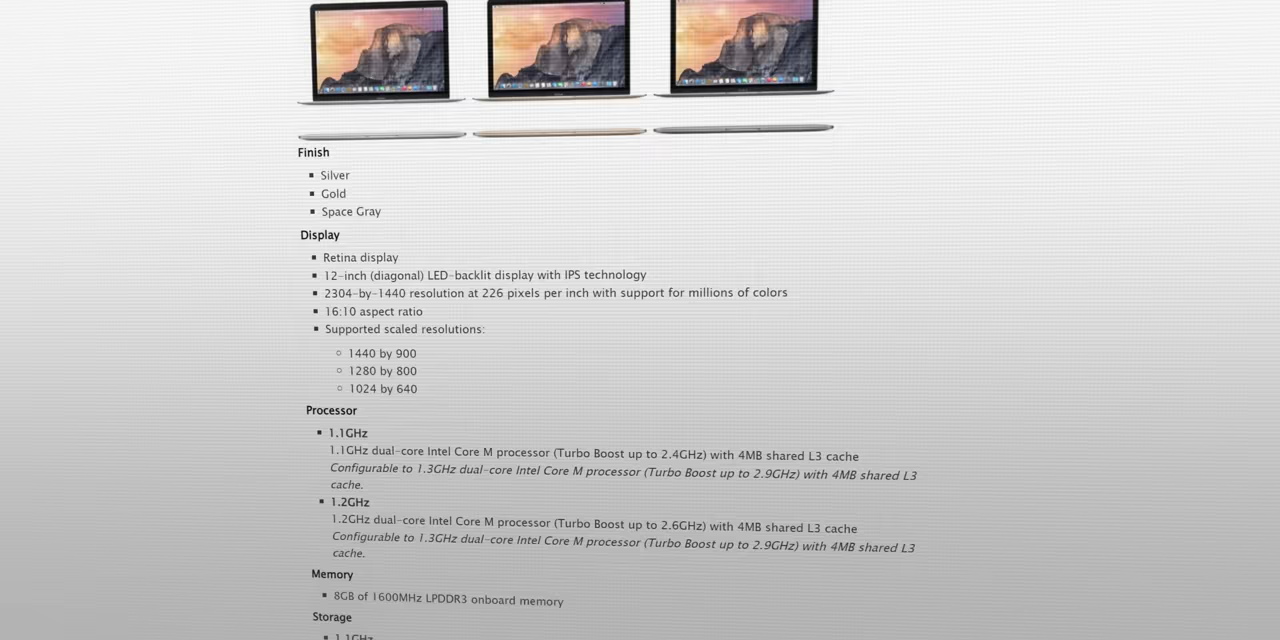 Finish
Silver
Gold
Space Gray
Display
Retina display
12-inch (diagonal) LED-backlit display with IPS technology
2304-by-1440 resolution at 226 pixels per inch with support for millions of colors
16:10 aspect ratio
Supported scaled resolutions:
1440 by 900
1280 by 800
1024 by 640
Processor
1.1GHz
1.1GHz dual-core Intel Core M processor (Turbo Boost up to 2.4GHz) with 4MB shared L3 cache
Configurable to 1.3GHz dual-core Intel Core M processor (Turbo Boost up to 2.9GHz) with 4MB shared L3
cache.
1.2GHz
1.2GHz dual-core Intel Core M processor (Turbo Boost up to 2.6GHz) with 4MB shared L3 cache
Configurable to 1.3GHz dual-core Intel Core M processor (Turbo Boost up to 2.9GHz) with 4MB shared L3
cache.
Memory
8GB of 1600MHz LPDDR3 onboard memory
Storage
1.1GHz